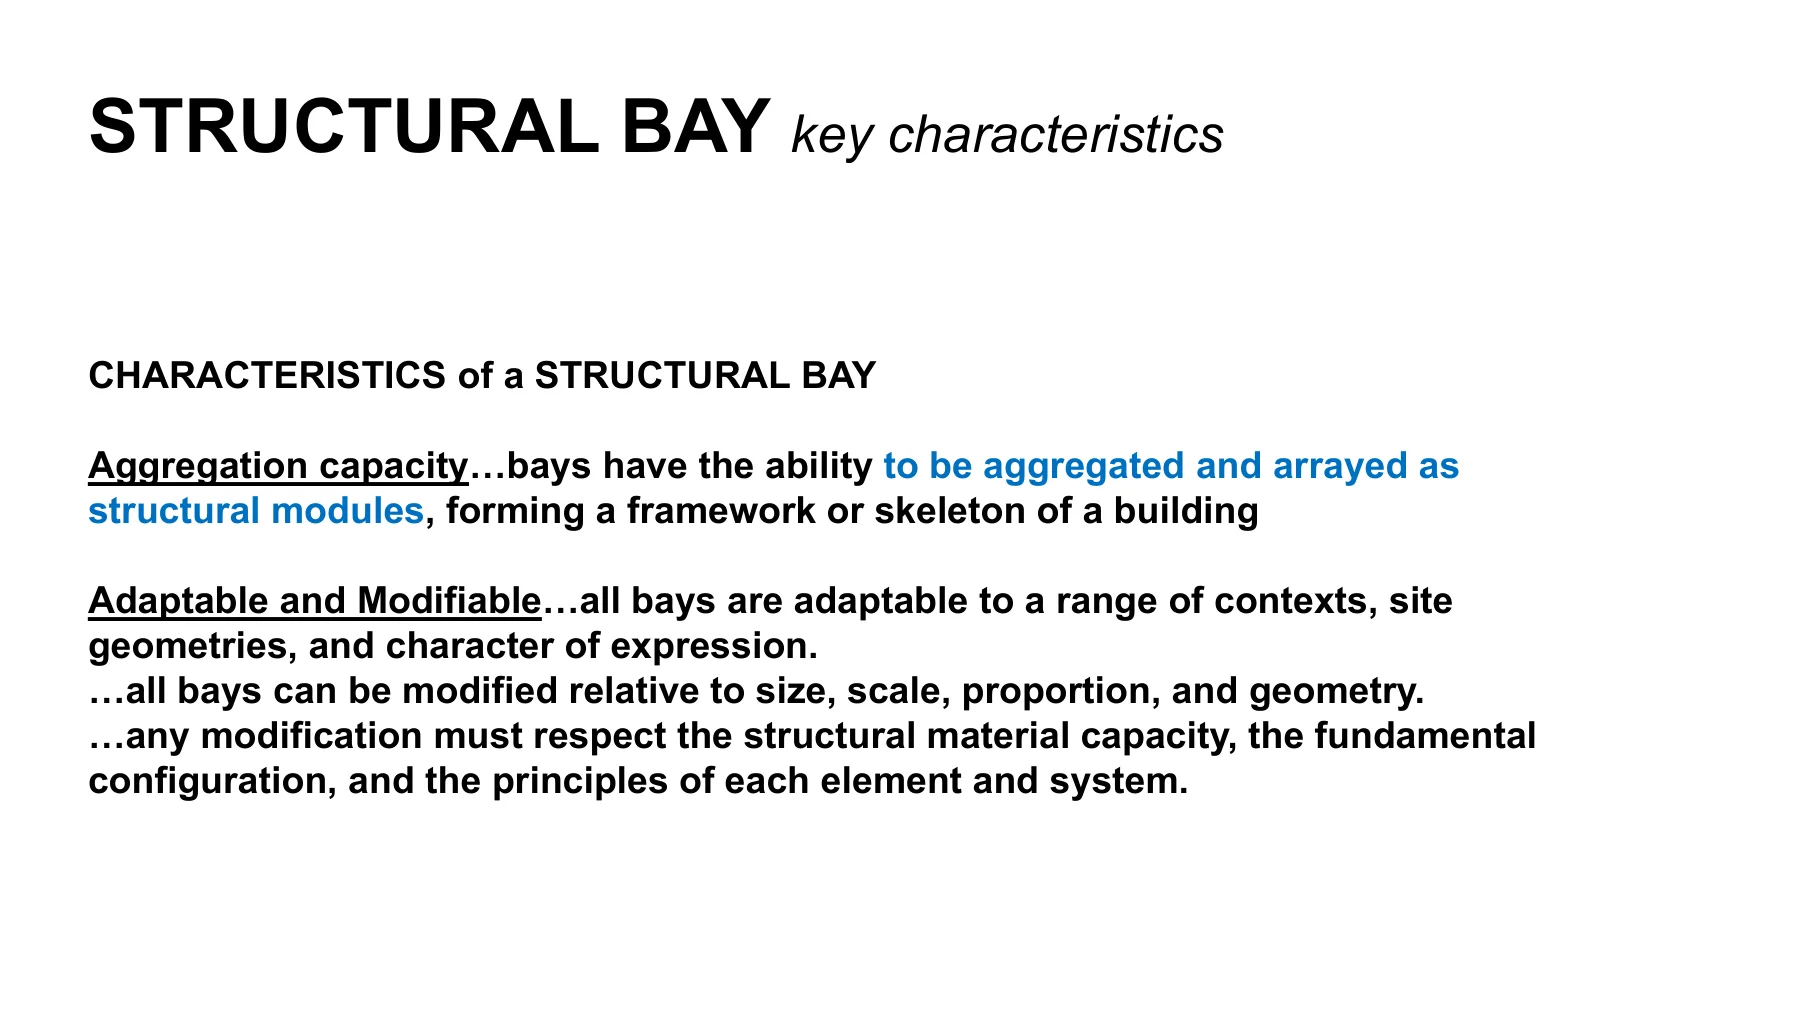 STRUCTURAL BAY key characteristics
CHARACTERISTICS of a STRUCTURAL BAY
Aggregation capacity…bays have the ability to be aggregated and arrayed as
structural modules, forming a framework or skeleton of a building
Adaptable and Modifiable…all bays are adaptable to a range of contexts, site
geometries, and character of expression.
…all bays can be modified relative to size, scale, proportion, and geometry.
…any modification must respect the structural material capacity, the fundamental
configuration, and the principles of each element and system.